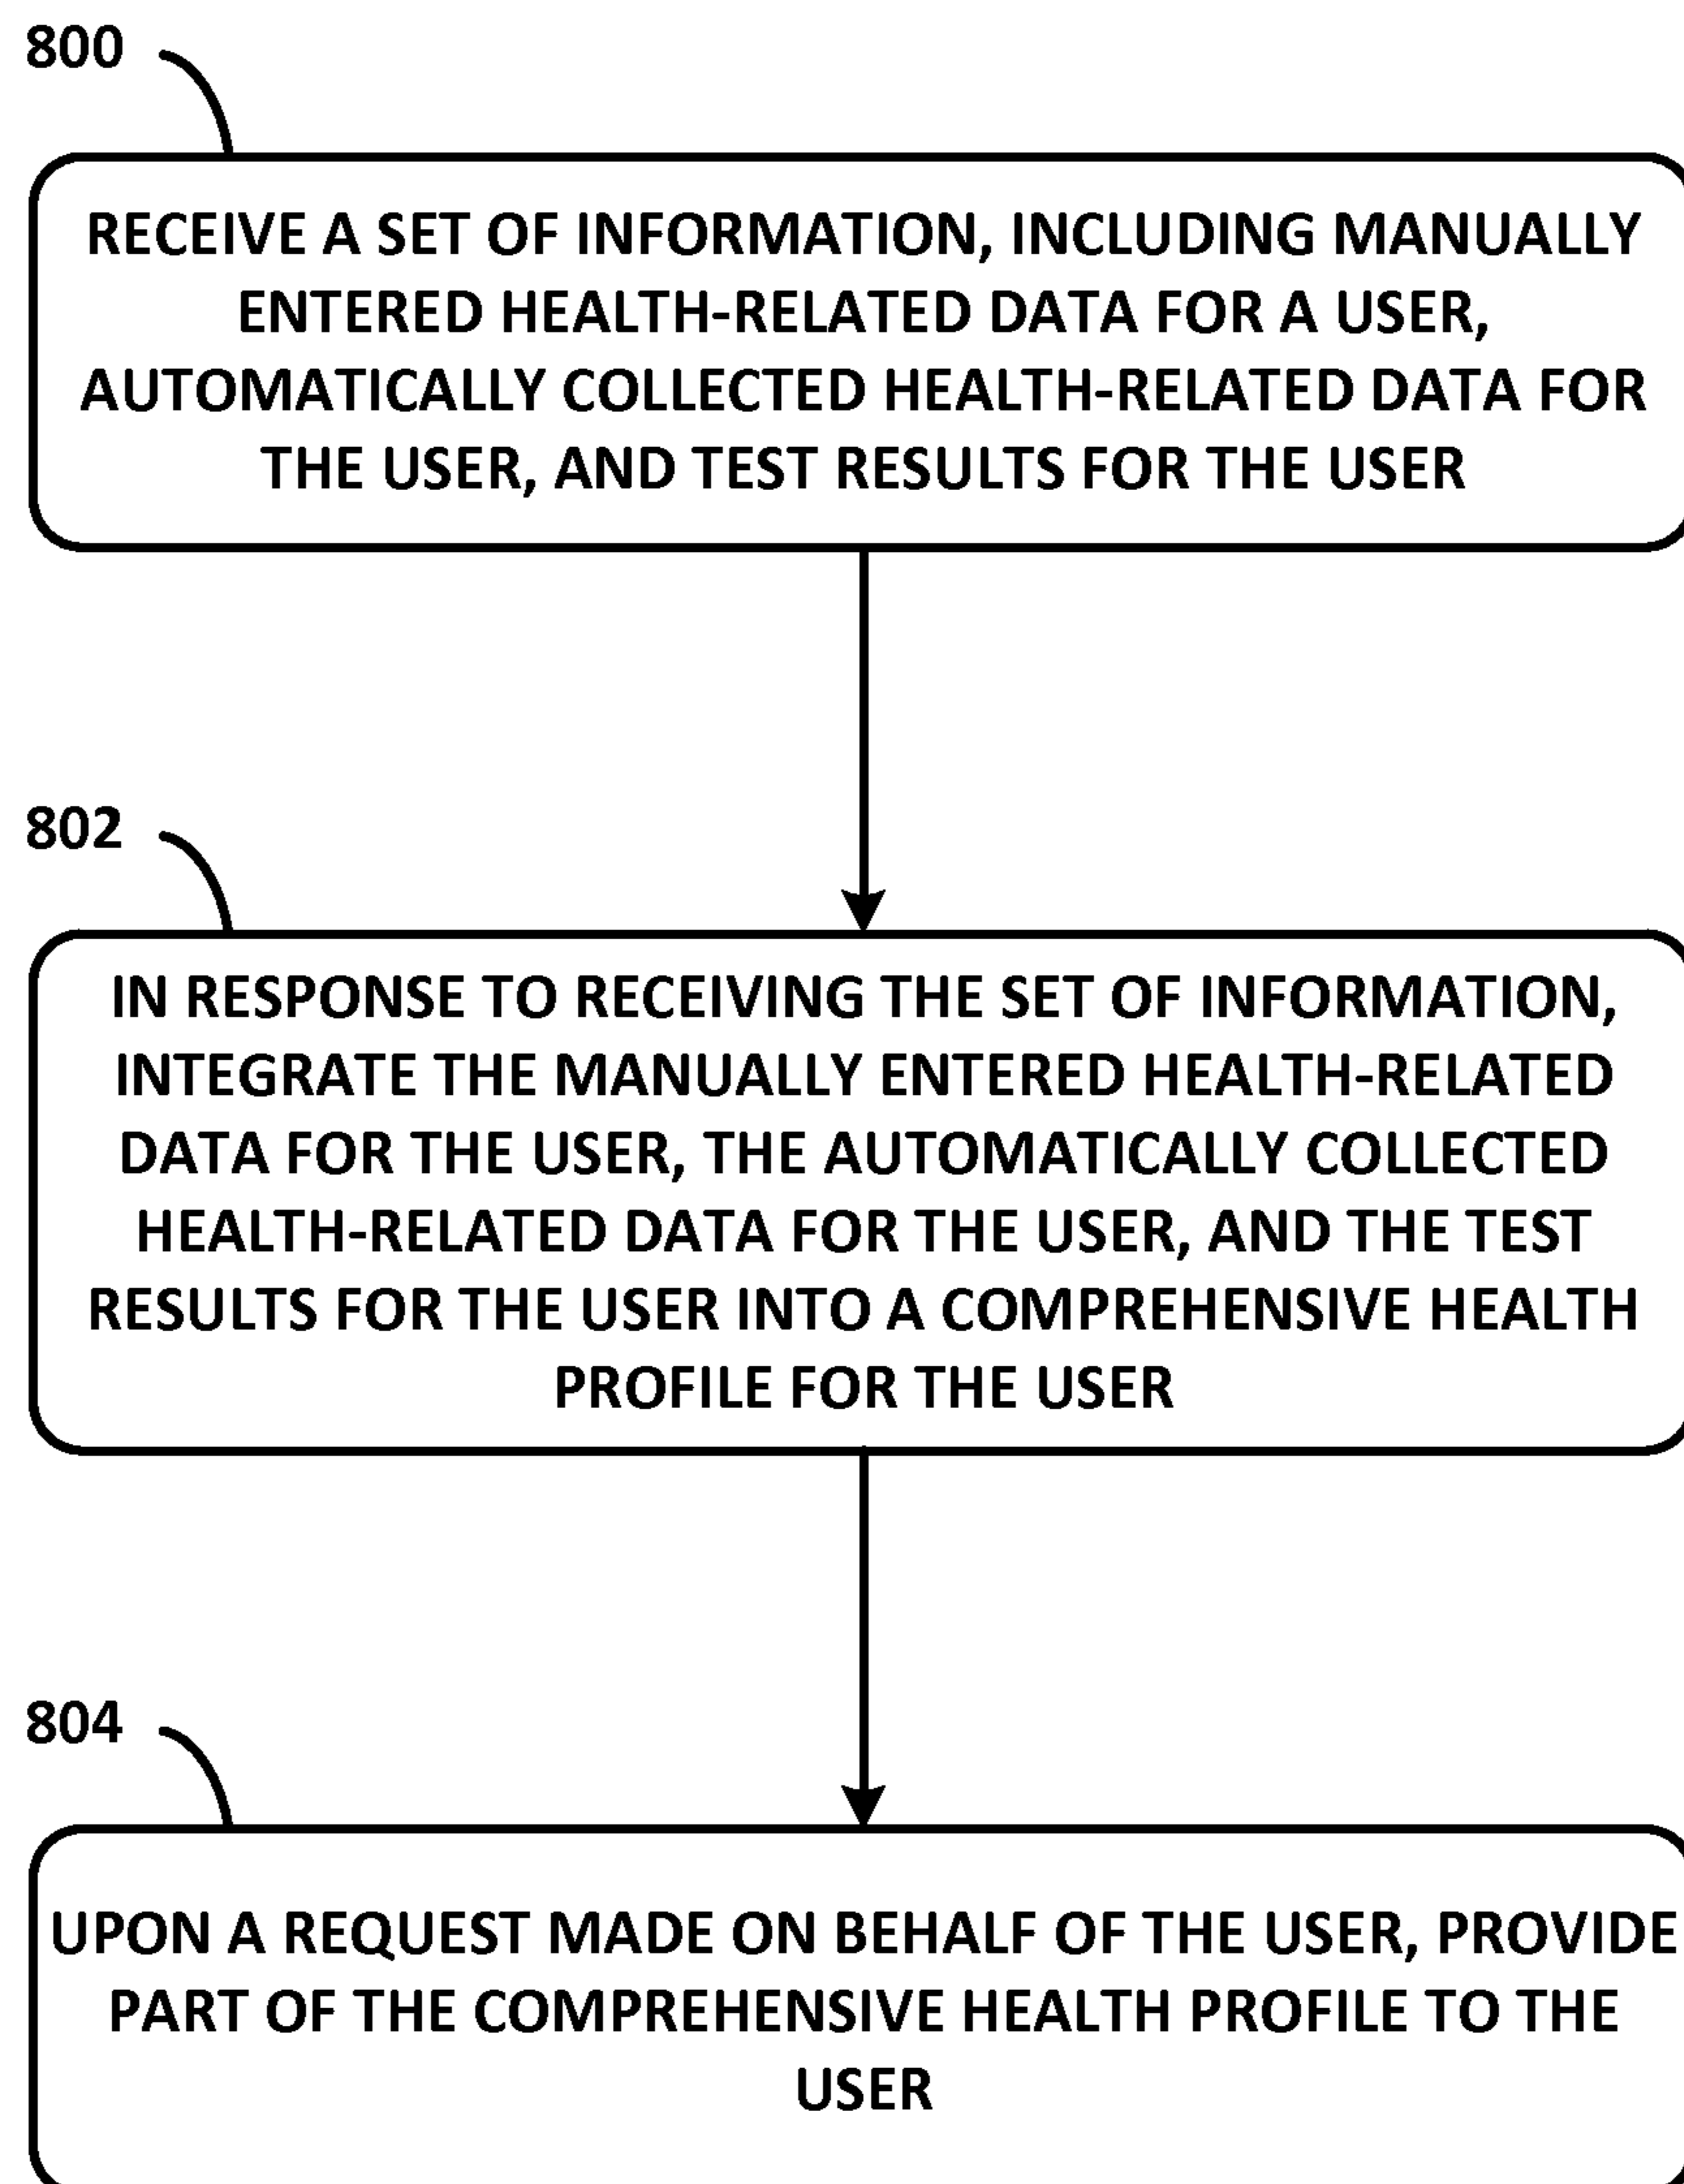 800
RECEIVE A SET OF INFORMATION, INCLUDING MANUALLY
ENTERED HEALTH-RELATED DATA FOR A USER,
AUTOMATICALLY COLLECTED HEALTH-RELATED DATA FOR
THE USER, AND TEST RESULTS FOR THE USER
802
IN RESPONSE TO RECEIVING THE SET OF INFORMATION,
INTEGRATE THE MANUALLY ENTERED HEALTH-RELATED
DATA FOR THE USER, THE AUTOMATICALLY COLLECTED
HEALTH-RELATED DATA FOR THE USER, AND THE TEST
RESULTS FOR THE USER INTO A COMPREHENSIVE HEALTH
PROFILE FOR THE USER
804
UPON A REQUEST MADE ON BEHALF OF THE USER, PROVIDE
PART OF THE COMPREHENSIVE HEALTH PROFILE TO THE
USER